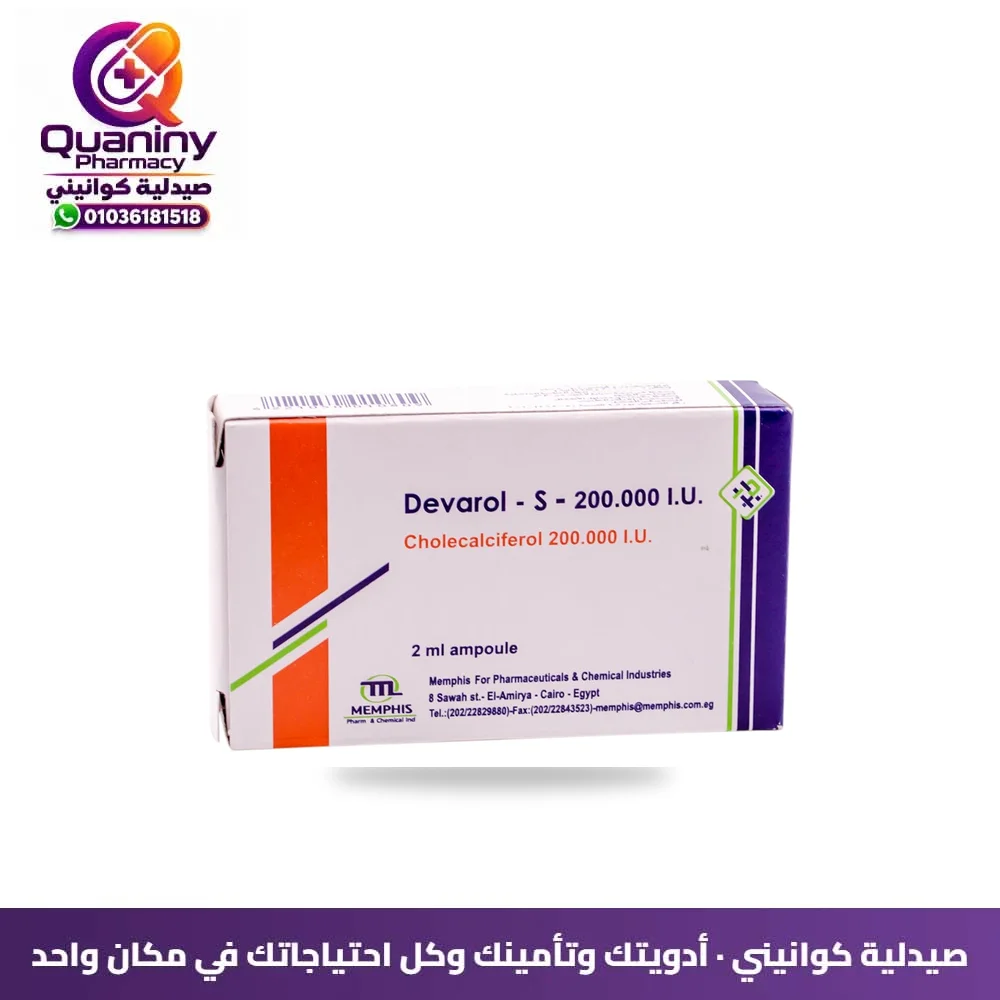 Quaniny
Pharmacy
صيدلية كوانيني
01036181518
Devarol - S - 200.000 I.U.
Cholecalciferol 200.000 I.U.
2 ml ampoule
MEMPHIS
Pharm & Chemical Ind
Memphis For Pharmaceuticals & Chemical Industries
8 Sawah st.- El-Amirya - Cairo - Egypt
Tel.:(202/22829880)-Fax:(202/22843523)-memphis@memphis.com.eg
صيدلية كوانيني · أدويتك وتأمينك وكل احتياجاتك في مكان واحد